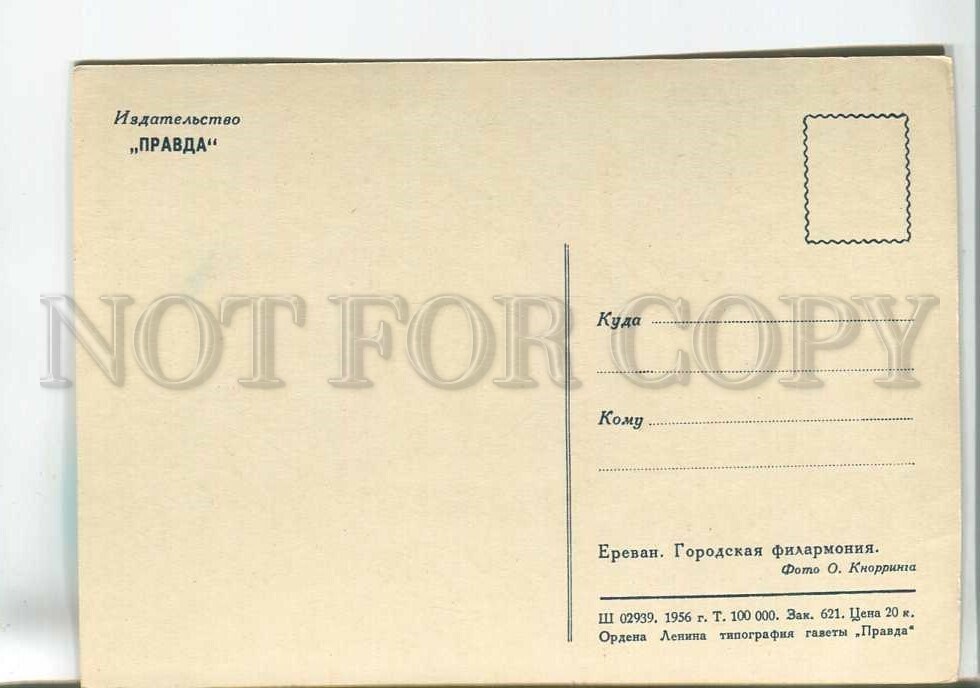 Издательство
„ПРАВДА“
NOT FOR COPY
Куда
Кому
Ереван. Городская филармония.
Фото О. Кнорринга
Ш 02939. 1956 г. Т. 100 000. Зак. 621. Цена 20 к.
Ордена Ленина типография газеты „Правда“